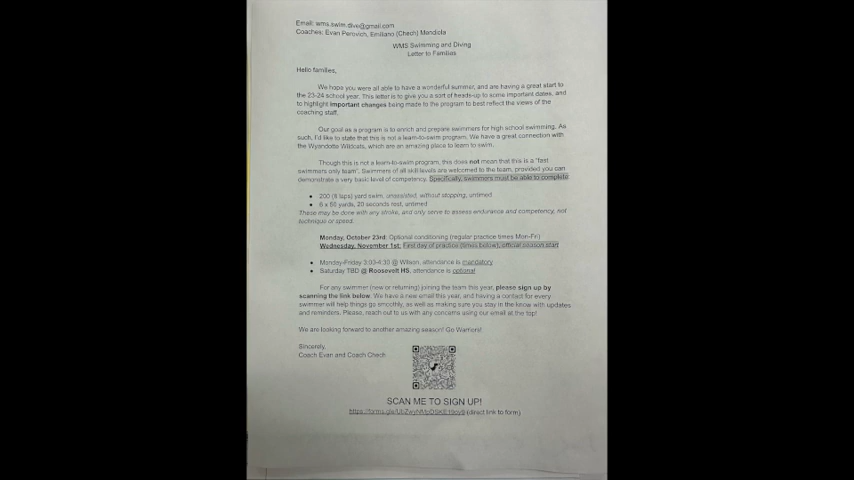 Email: wms.swim.dive@gmail.com
Coaches: Evan Perovich, Emiliano (Chech) Mendiola
WMS Swimming and Diving
Letter to Families
Hello families,
We hope you were all able to have a wonderful summer, and are having a great start to
the 23-24 school year. This letter is to give you a sort of heads-up to some important dates, and
to highlight important changes being made to the program to best reflect the views of the
coaching staff.
Our goal as a program is to enrich and prepare swimmers for high school swimming. As
such, I'd like to state that this is not a learn-to-swim program. We have a great connection with
the Wyandotte Wildcats, which are an amazing place to learn to swim.
Though this is not a learn-to-swim program, this does not mean that this is a "fast
swimmers only team". Swimmers of all skill levels are welcomed to the team, provided you can
demonstrate a very basic level of competency. Specifically, swimmers must be able to complete
• 200 (8 laps) yard swim, unassisted, without stopping, untimed
• 6 x 50 yards, 20 seconds rest, untimed
These may be done with any stroke, and only serve to assess endurance and competency, not
technique or speed.
Monday, October 23rd: Optional conditioning (regular practice times Mon-Fri)
Wednesday, November 1st: First day of practice (times below), official season start
• Monday-Friday 3:03-4:30 @ Wilson, attendance is mandatory
• Saturday TBD @ Roosevelt HS, attendance is optional
For any swimmer (new or returning) joining the team this year, please sign up by
scanning the link below. We have a new email this year, and having a contact for every
swimmer will help things go smoothly, as well as making sure you stay in the know with updates
and reminders. Please, reach out to us with any concerns using our email at the top!
We are looking forward to another amazing season! Go Warriors!
Sincerely,
Coach Evan and Coach Chech
SCAN ME TO SIGN UP!
(direct link to form)